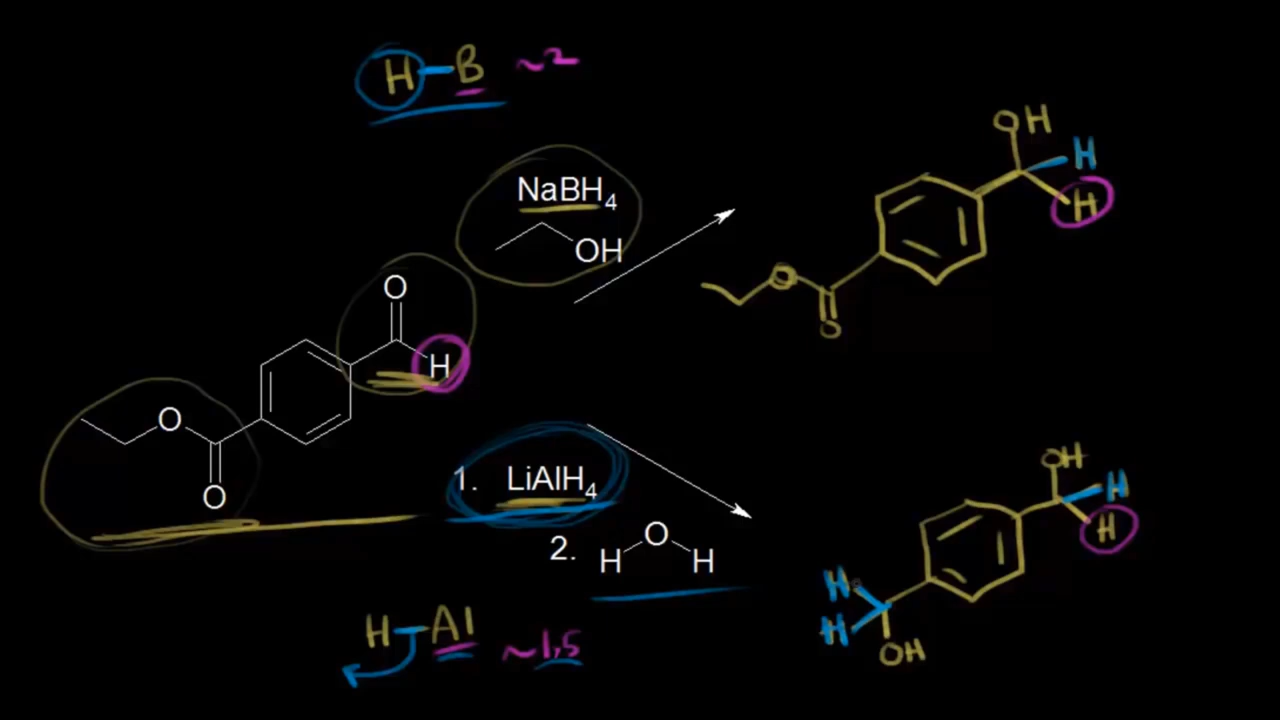 H-B ~2
NaBH4
OH
O
H
O
O
OH
H
H
O
O
1. LiAlH4
2. H O H
H-Al ~1,5
OH
H
H
H
H
OH